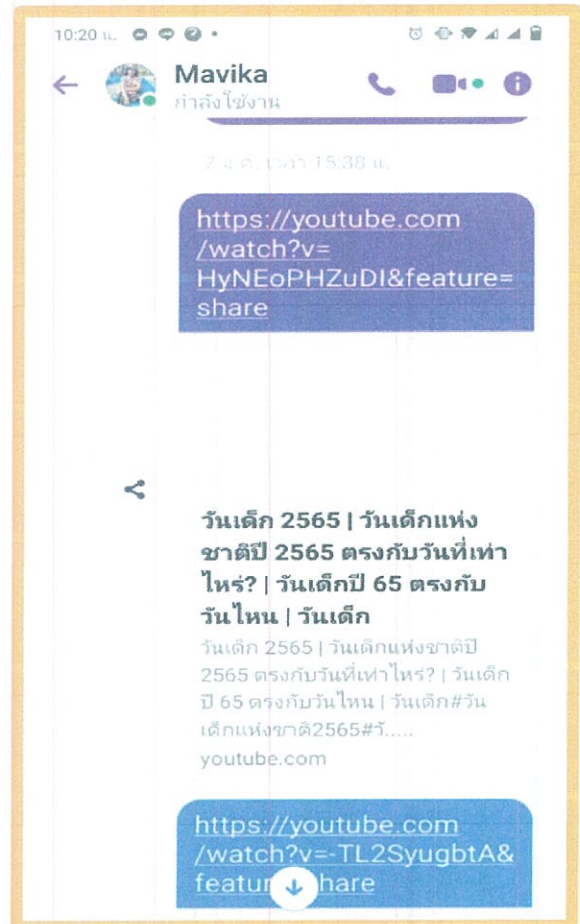 10:20 น.
Mavika
กำลังใช้งาน
15:38 น.
https://youtube.com
/watch?v=
HyNEoPHZuDI&feature=
share
วันเด็ก 2565 | วันเด็กแห่ง
ชาติปี 2565 ตรงกับวันที่เท่า
ไหร่? | วันเด็กปี 65 ตรงกับ
วันไหน | วันเด็ก
วันเด็ก 2565 | วันเด็กแห่งชาติปี
2565 ตรงกับวันที่เท่าไหร่? | วันเด็ก
ปี 65 ตรงกับวันไหน | วันเด็ก#วัน
เด็กแห่งชาติ2565#วั.....
youtube.com
https://youtube.com
/watch?v=-TL2SyugbtA&